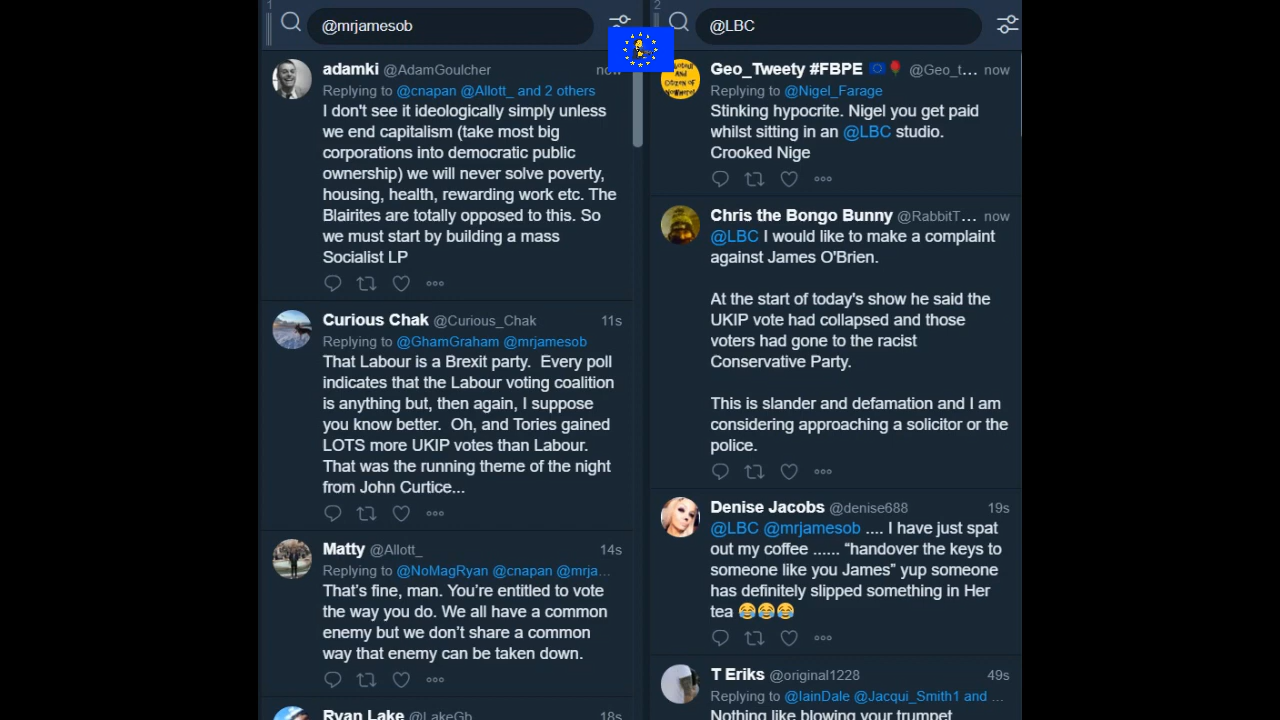 1
@mrjamesob
adamki @AdamGoulcher now
Replying to @cnapan @Allott_ and 2 others
I don't see it ideologically simply unless
we end capitalism (take most big
corporations into democratic public
ownership) we will never solve poverty,
housing, health, rewarding work etc. The
Blairites are totally opposed to this. So
we must start by building a mass
Socialist LP
Curious Chak @Curious_Chak 11s
Replying to @GhamGraham @mrjamesob
That Labour is a Brexit party. Every poll
indicates that the Labour voting coalition
is anything but, then again, I suppose
you know better. Oh, and Tories gained
LOTS more UKIP votes than Labour.
That was the running theme of the night
from John Curtice...
Matty @Allott_ 14s
Replying to @NoMagRyan @cnapan @mrja...
That's fine, man. You're entitled to vote
the way you do. We all have a common
enemy but we don't share a common
way that enemy can be taken down.
Ryan Lake @LakeGb 18s
2
@LBC
Geo_Tweety #FBPE 🇪🇺🌹 @Geo_t... now
Replying to @Nigel_Farage
Stinking hypocrite. Nigel you get paid
whilst sitting in an @LBC studio.
Crooked Nige
Chris the Bongo Bunny @RabbitT... now
@LBC I would like to make a complaint
against James O'Brien.
At the start of today's show he said the
UKIP vote had collapsed and those
voters had gone to the racist
Conservative Party.
This is slander and defamation and I am
considering approaching a solicitor or the
police.
Denise Jacobs @denise688 19s
@LBC @mrjamesob .... I have just spat
out my coffee ...... “handover the keys to
someone like you James” yup someone
has definitely slipped something in Her
tea 😂😂😂
T Eriks @original1228 49s
Replying to @IainDale @Jacqui_Smith1 and ...
Nothing like blowing your trumpet